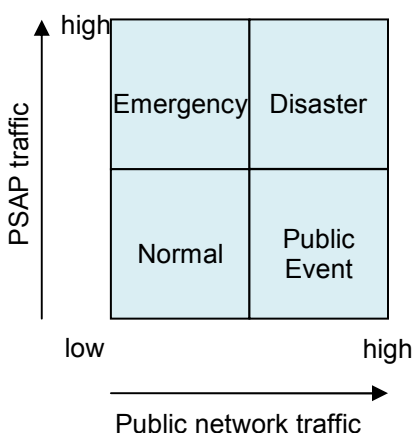 high
Emergency
Disaster
PSAP traffic
Normal
Public
Event
low
high
Public network traffic